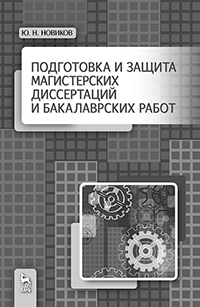 Ю. Н. НОВИКОВ
ПОДГОТОВКА И ЗАЩИТА
МАГИСТЕРСКИХ
ДИССЕРТАЦИЙ
И БАКАЛАВРСКИХ РАБОТ